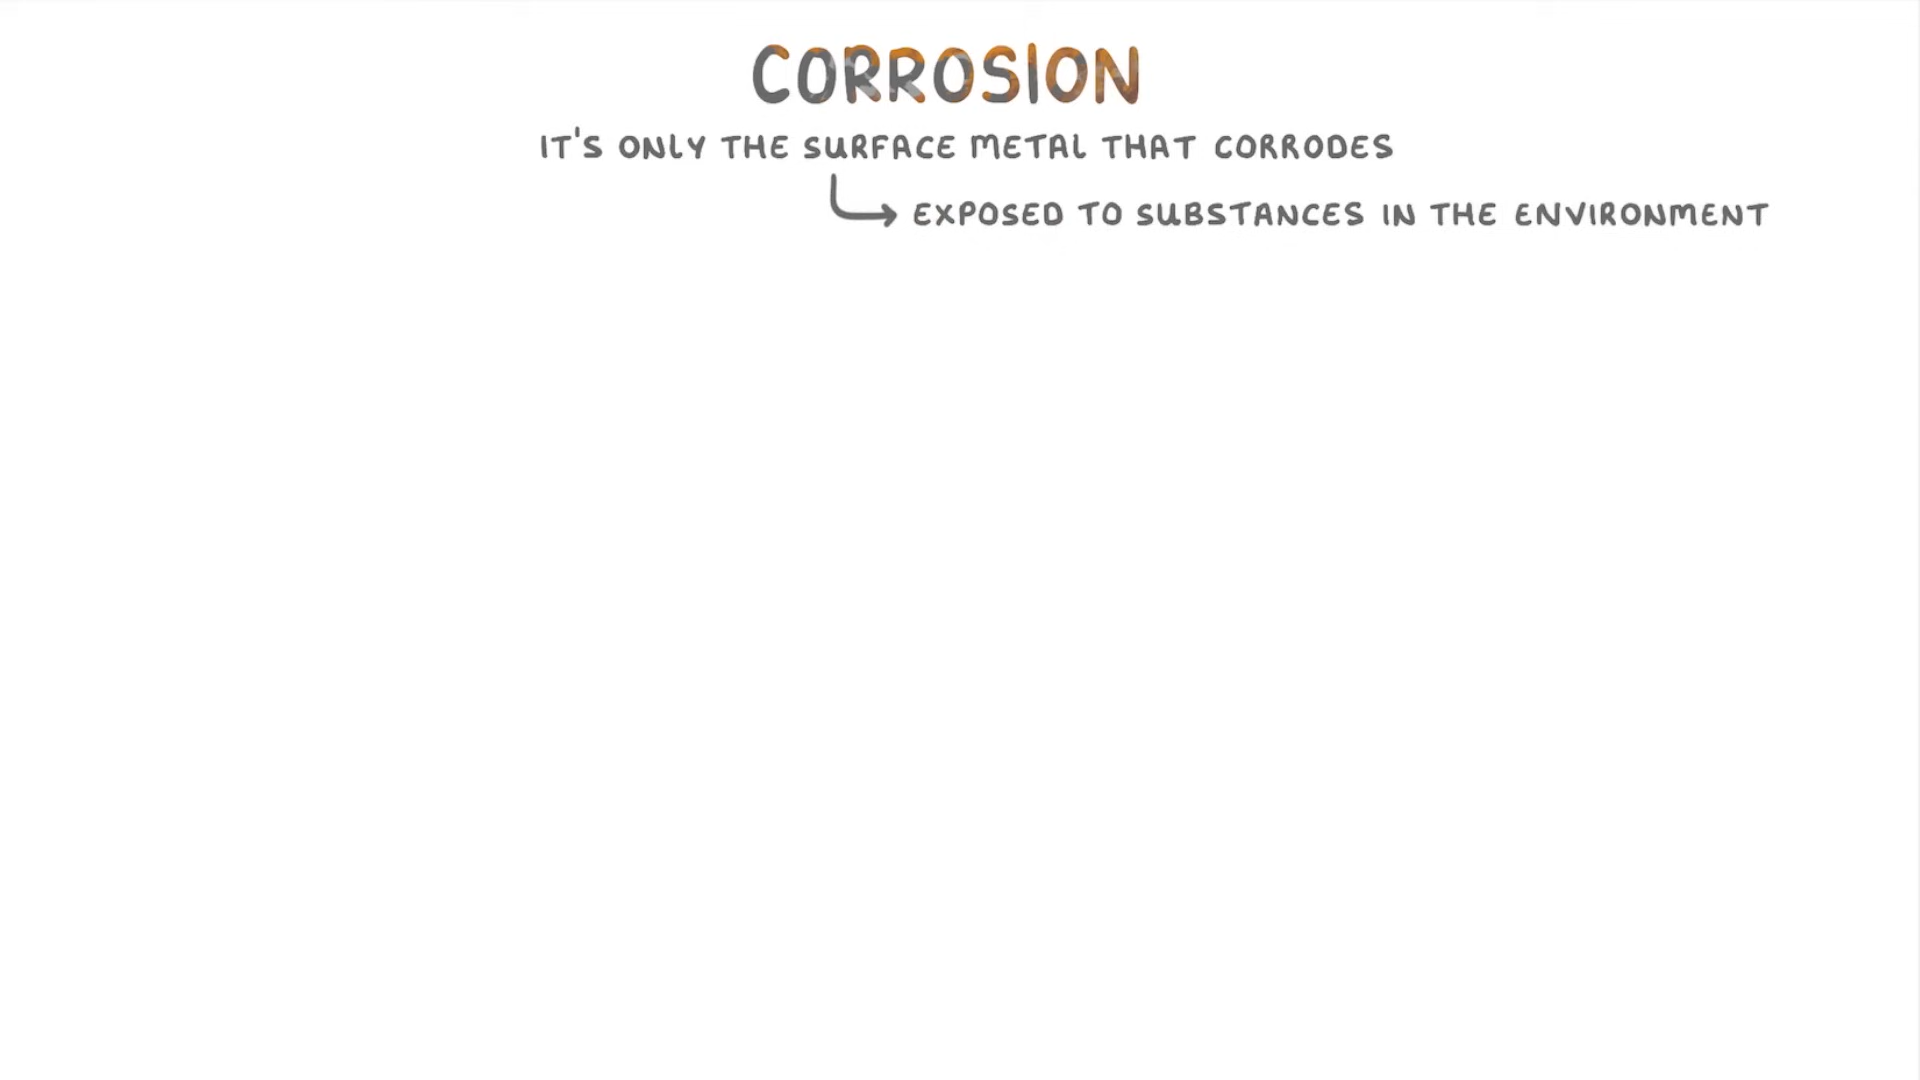 CORROSION
IT'S ONLY THE SURFACE METAL THAT CORRODES
EXPOSED TO SUBSTANCES IN THE ENVIRONMENT